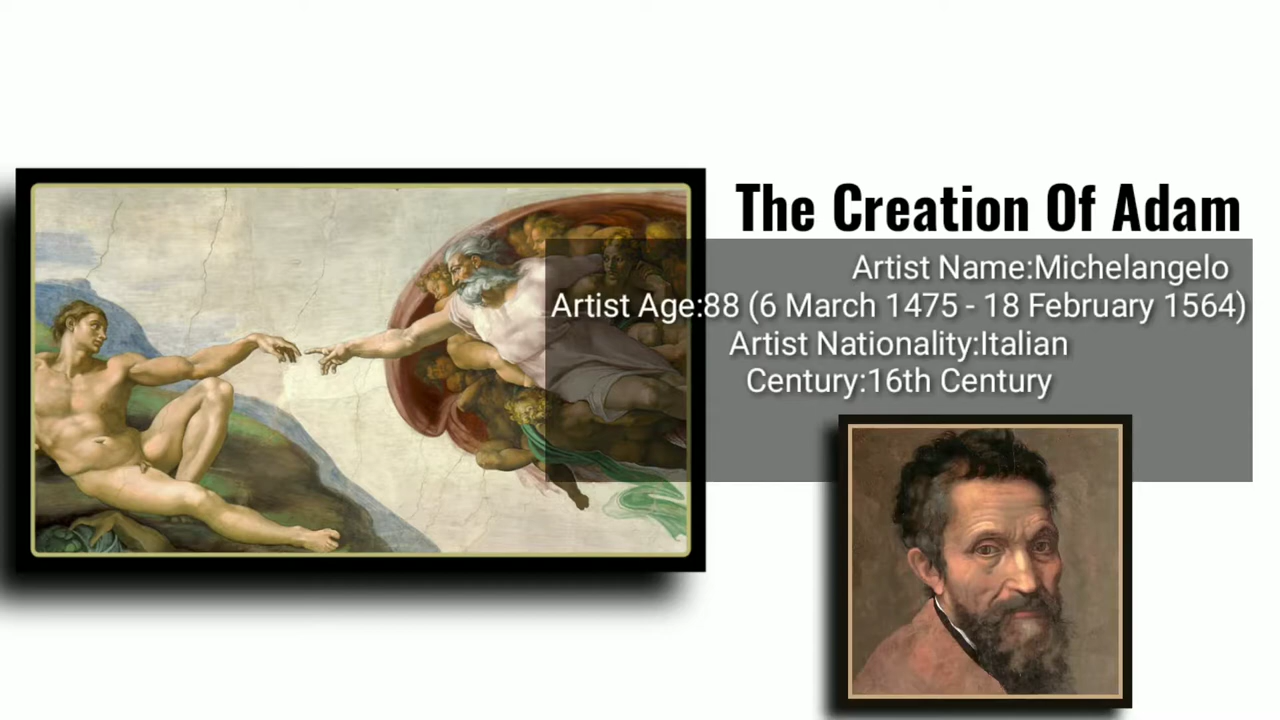 The Creation Of Adam
Artist Name:Michelangelo
Artist Age:88 (6 March 1475 - 18 February 1564)
Artist Nationality:Italian
Century:16th Century